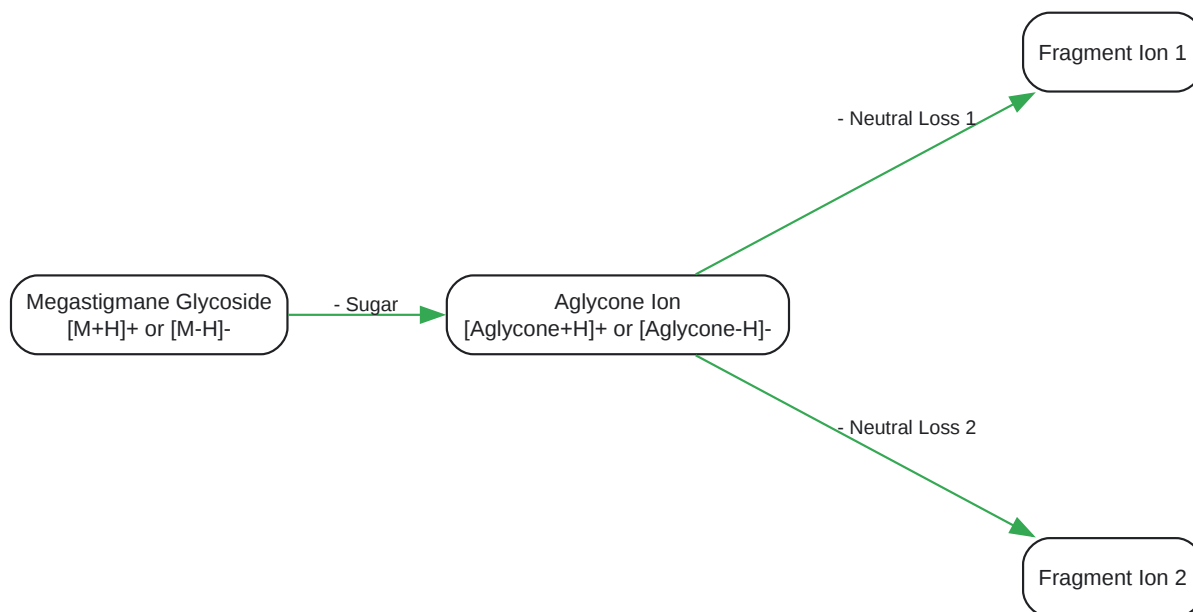 Fragment Ion 1
- Neutral Loss 1
Megastigmane Glycoside
[M+H]+ or [M-H]-
- Sugar
Aglycone Ion
[Aglycone+H]+ or [Aglycone-H]-
- Neutral Loss 2
Fragment Ion 2